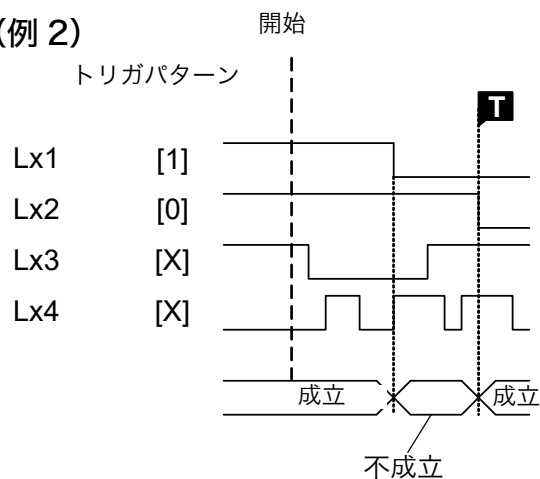 (例 2)
開始
トリガパターン
T
Lx1 [1]
Lx2 [0]
Lx3 [X]
Lx4 [X]
成立
成立
不成立